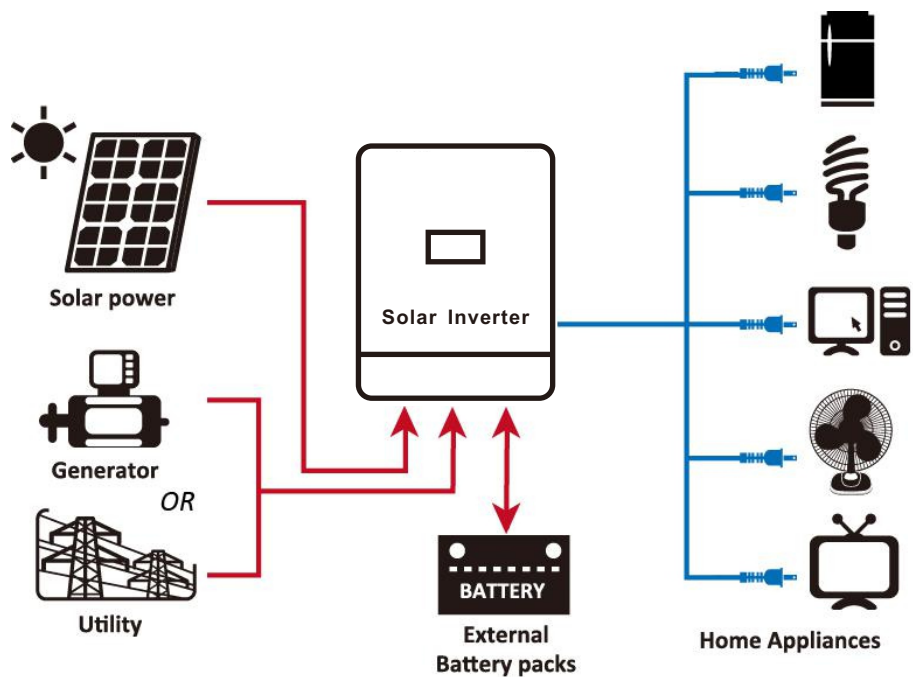 Solar power
Solar Inverter
Generator
OR
Utility
BATTERY
External
Battery packs
Home Appliances